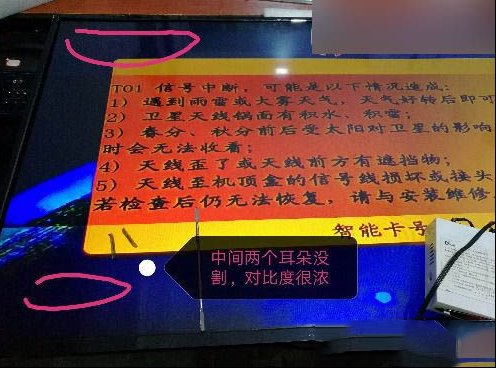 T01 信号中断，可能是以下情况造成：
1) 遇到雨雷或大雾天气，天气好转后即可
2) 卫星天线锅面有积水、积雪；
3) 春分、秋分前后受太阳对卫星的影响
时会无法收看；
4) 天线歪了或天线前方有遮挡物；
5) 天线至机顶盒的信号线损坏或接头
若检查后仍无法恢复，请与安装维修
智能卡号
中间两个耳朵没
割，对比度很浓